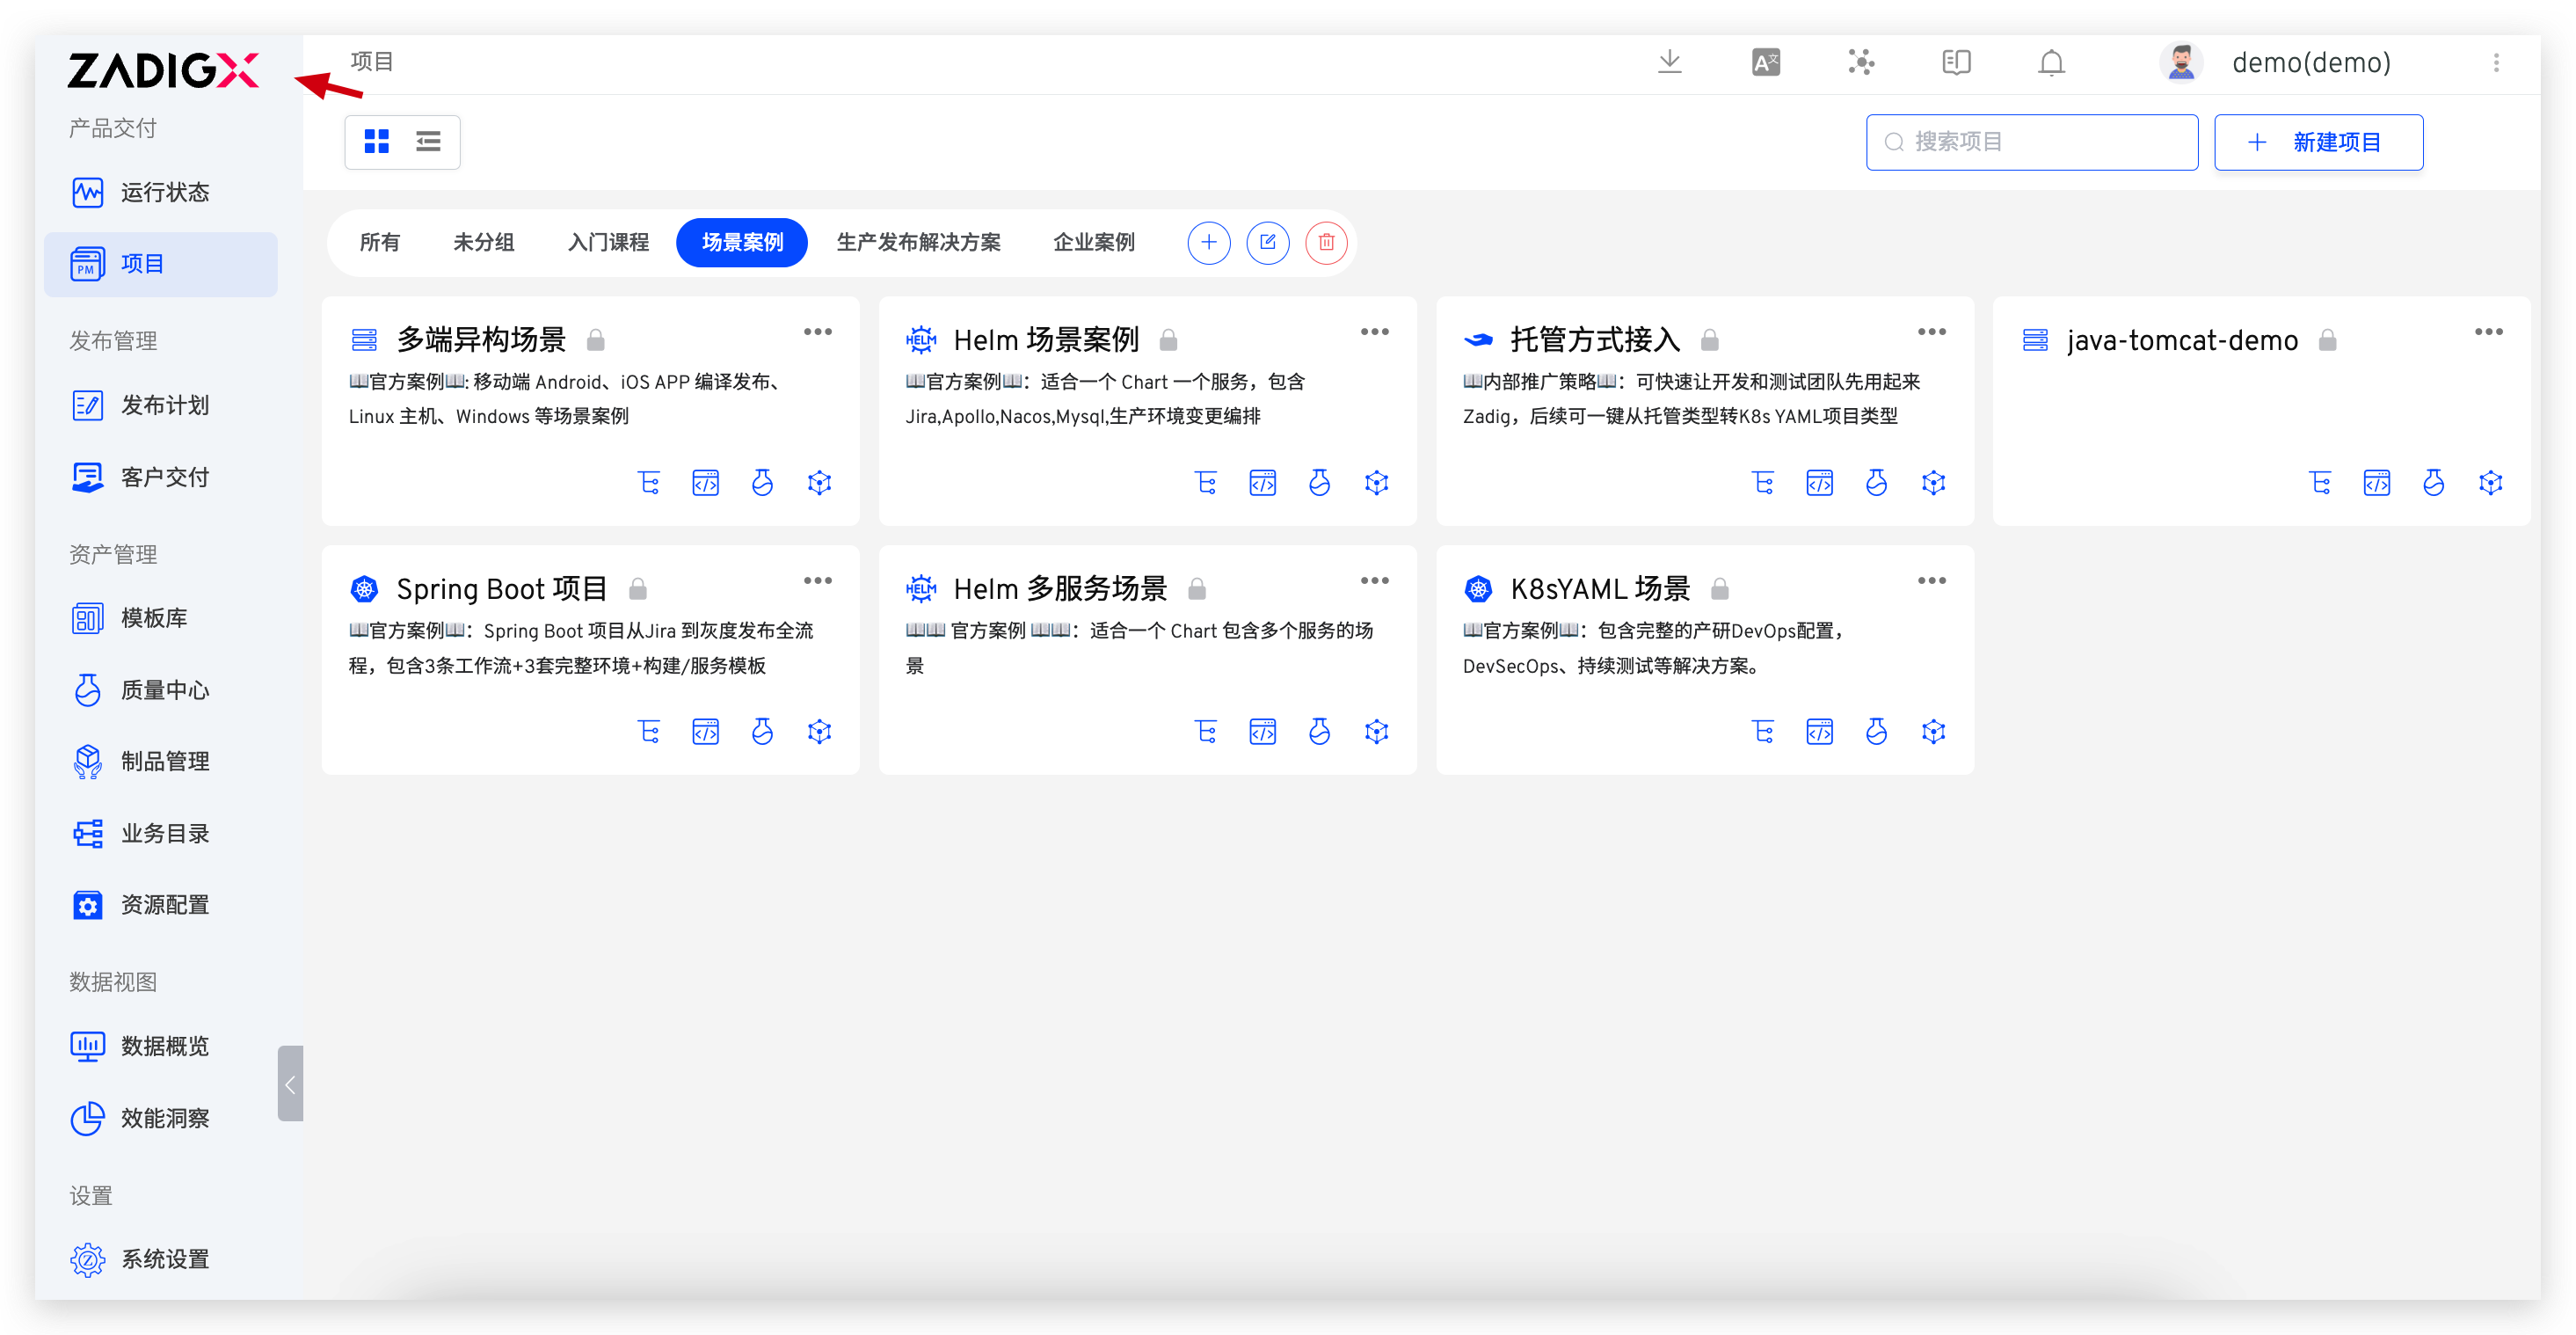 ZADIGX
项目
demo(demo)
产品交付
运行状态
项目
发布管理
发布计划
客户交付
资产管理
模板库
质量中心
制品管理
业务目录
资源配置
数据视图
数据概览
效能洞察
设置
系统设置
搜索项目
+ 新建项目
所有 未分组 入门课程 场景案例 生产发布解决方案 企业案例
多端异构场景
📖官方案例📖: 移动端 Android、iOS APP 编译发布、
Linux 主机、Windows 等场景案例
HELM
Helm 场景案例
📖官方案例📖：适合一个 Chart 一个服务，包含
Jira,Apollo,Nacos,Mysql,生产环境变更编排
托管方式接入
📖内部推广策略📖：可快速让开发和测试团队先用起来
Zadig，后续可一键从托管类型转K8s YAML项目类型
java-tomcat-demo
Spring Boot 项目
📖官方案例📖：Spring Boot 项目从Jira 到灰度发布全流
程，包含3条工作流+3套完整环境+构建/服务模板
HELM
Helm 多服务场景
📖📖 官方案例 📖📖：适合一个 Chart 包含多个服务的场
景
K8sYAML 场景
📖官方案例📖：包含完整的产研DevOps配置，
DevSecOps、持续测试等解决方案。